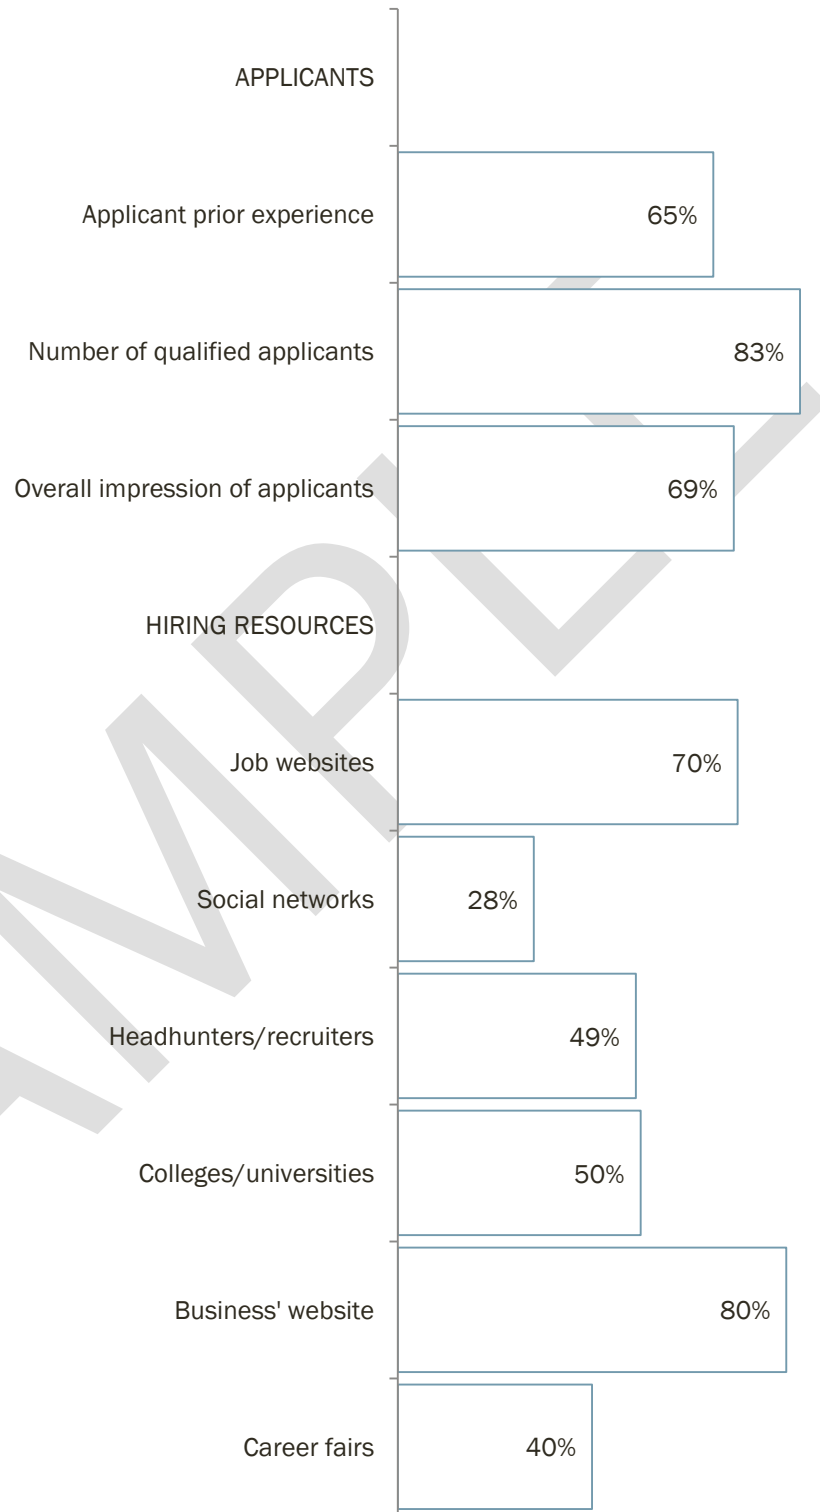 APPLICANTS
Applicant prior experience 65%
Number of qualified applicants 83%
Overall impression of applicants 69%
HIRING RESOURCES
Job websites 70%
Social networks 28%
Headhunters/recruiters 49%
Colleges/universities 50%
Business' website 80%
Career fairs 40%